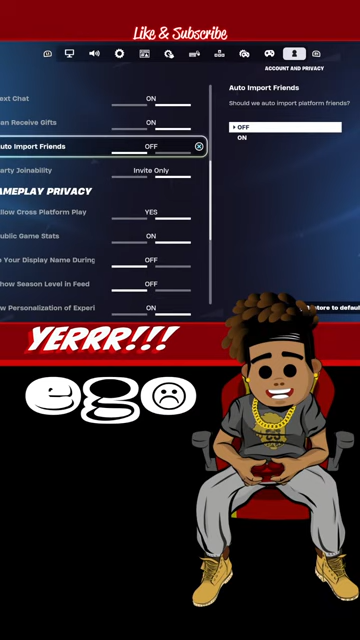 Like & Subscribe
ACCOUNT AND PRIVACY
ext Chat ON
an Receive Gifts ON
uto Import Friends OFF
arty Joinability Invite Only
AMEPLAY PRIVACY
llow Cross Platform Play YES
ublic Game Stats ON
e Your Display Name During OFF
how Season Level in Feed OFF
w Personalization of Experi ON
Auto Import Friends
Should we auto import platform friends?
OFF
ON
tore to defaul
YERRR!!!
ego